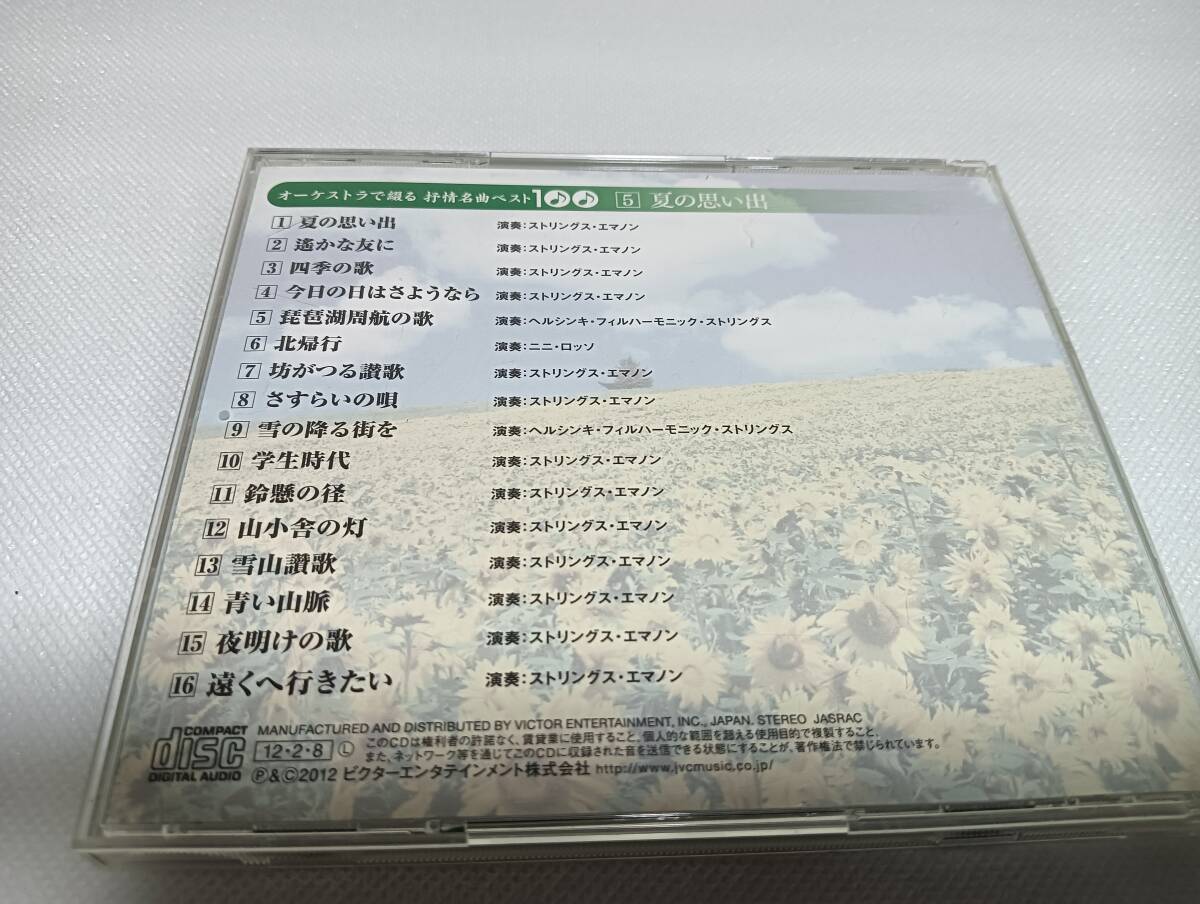 オーケストラで綴る 抒情名曲ベスト100 5 夏の思い出
1 夏の思い出 演奏:ストリングス・エマノン
2 遙かな友に 演奏:ストリングス・エマノン
3 四季の歌 演奏:ストリングス・エマノン
4 今日の日はさようなら 演奏:ストリングス・エマノン
5 琵琶湖周航の歌 演奏:ヘルシンキ・フィルハーモニック・ストリングス
6 北帰行 演奏:ニニ・ロッソ
7 坊がつる讃歌 演奏:ストリングス・エマノン
8 さすらいの唄 演奏:ストリングス・エマノン
9 雪の降る街を 演奏:ヘルシンキ・フィルハーモニック・ストリングス
10 学生時代 演奏:ストリングス・エマノン
11 鈴懸の径 演奏:ストリングス・エマノン
12 山小舎の灯 演奏:ストリングス・エマノン
13 雪山讚歌 演奏:ストリングス・エマノン
14 青い山脈 演奏:ストリングス・エマノン
15 夜明けの歌 演奏:ストリングス・エマノン
16 遠くへ行きたい 演奏:ストリングス・エマノン
COMPACT disc DIGITAL AUDIO
MANUFACTURED AND DISTRIBUTED BY VICTOR ENTERTAINMENT, INC., JAPAN. STEREO JASRAC
12・2・8 Ⓛ このCDは権利者の許諾なく、賃貸業に使用すること、個人的な範囲を超える使用目的で複製すること、
また、ネットワーク等を通じてこのCDに収録された音を送信できる状態にすることが、著作権法で禁じられています。
Ⓟ&©2012 ビクターエンタテインメント株式会社 http://www.jvcmusic.co.jp/